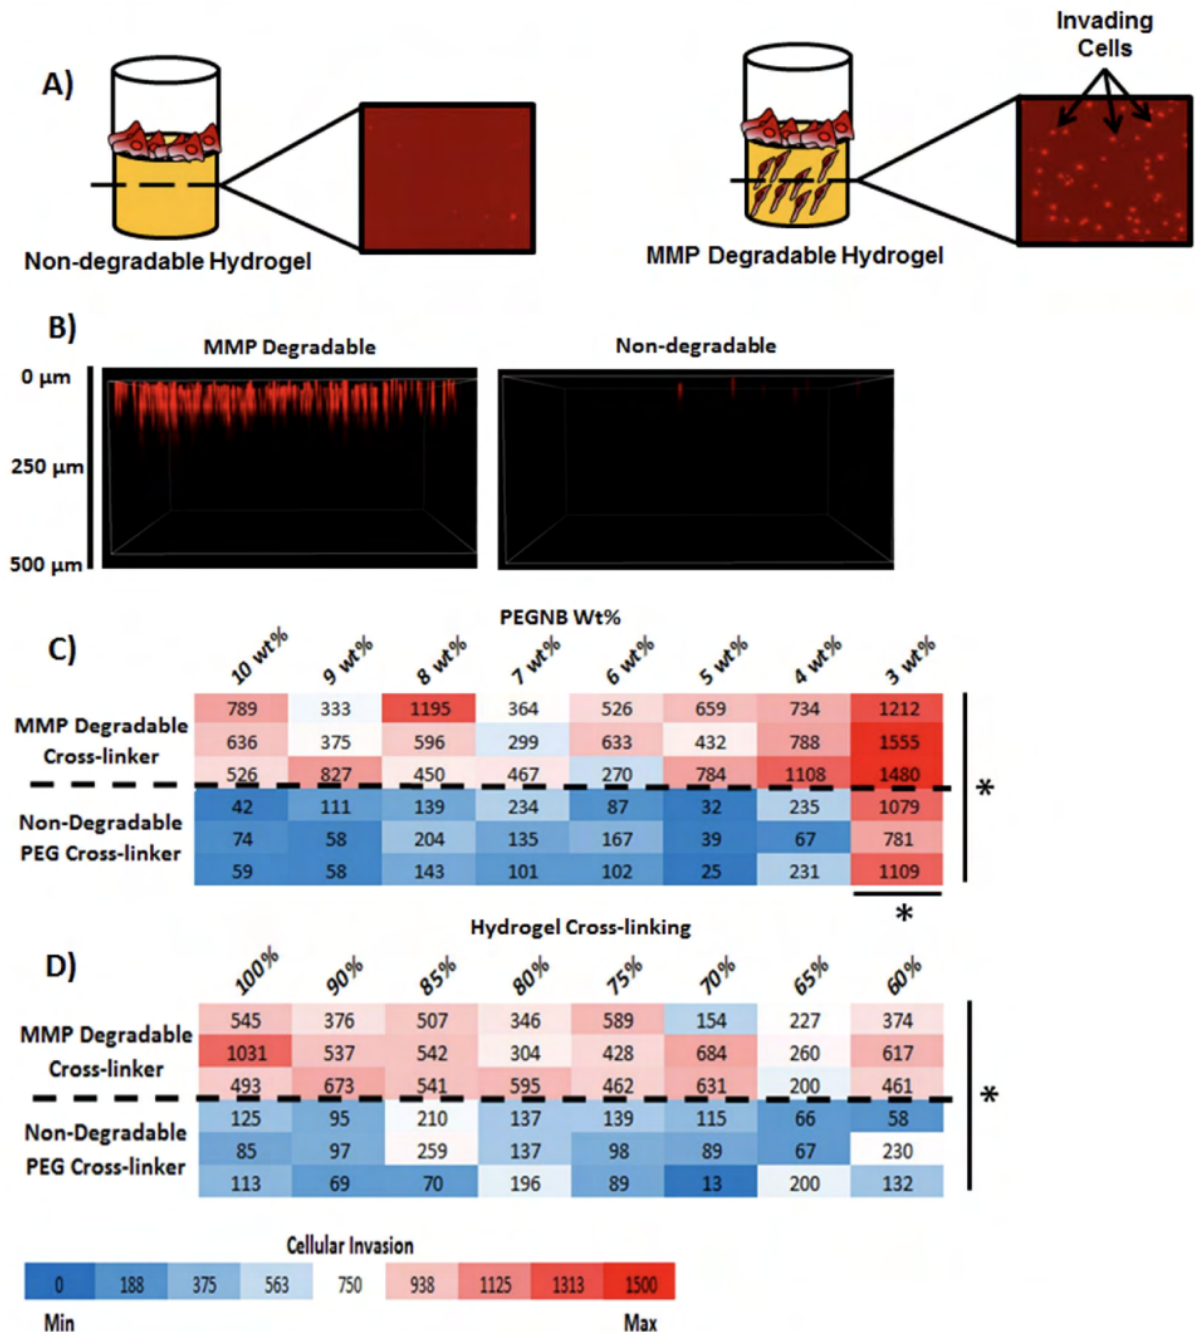 A)
Invading
Cells
Non-degradable Hydrogel
MMP Degradable Hydrogel
B)
MMP Degradable
Non-degradable
0 µm
250 µm
500 µm
PEGNB Wt%
C)
10 wt% 9 wt% 8 wt% 7 wt% 6 wt% 5 wt% 4 wt% 3 wt%
MMP Degradable
Cross-linker
789 333 1195 364 526 659 734 1212
636 375 596 299 633 432 788 1555
526 827 450 467 270 784 1108 1480
*
Non-Degradable
PEG Cross-linker
42 111 139 234 87 32 235 1079
74 58 204 135 167 39 67 781
59 58 143 101 102 25 231 1109
*
Hydrogel Cross-linking
D)
100% 90% 85% 80% 75% 70% 65% 60%
MMP Degradable
Cross-linker
545 376 507 346 589 154 227 374
1031 537 542 304 428 684 260 617
493 673 541 595 462 631 200 461
*
Non-Degradable
PEG Cross-linker
125 95 210 137 139 115 66 58
85 97 259 137 98 89 67 230
113 69 70 196 89 13 200 132
Cellular Invasion
0 188 375 563 750 938 1125 1313 1500
Min Max